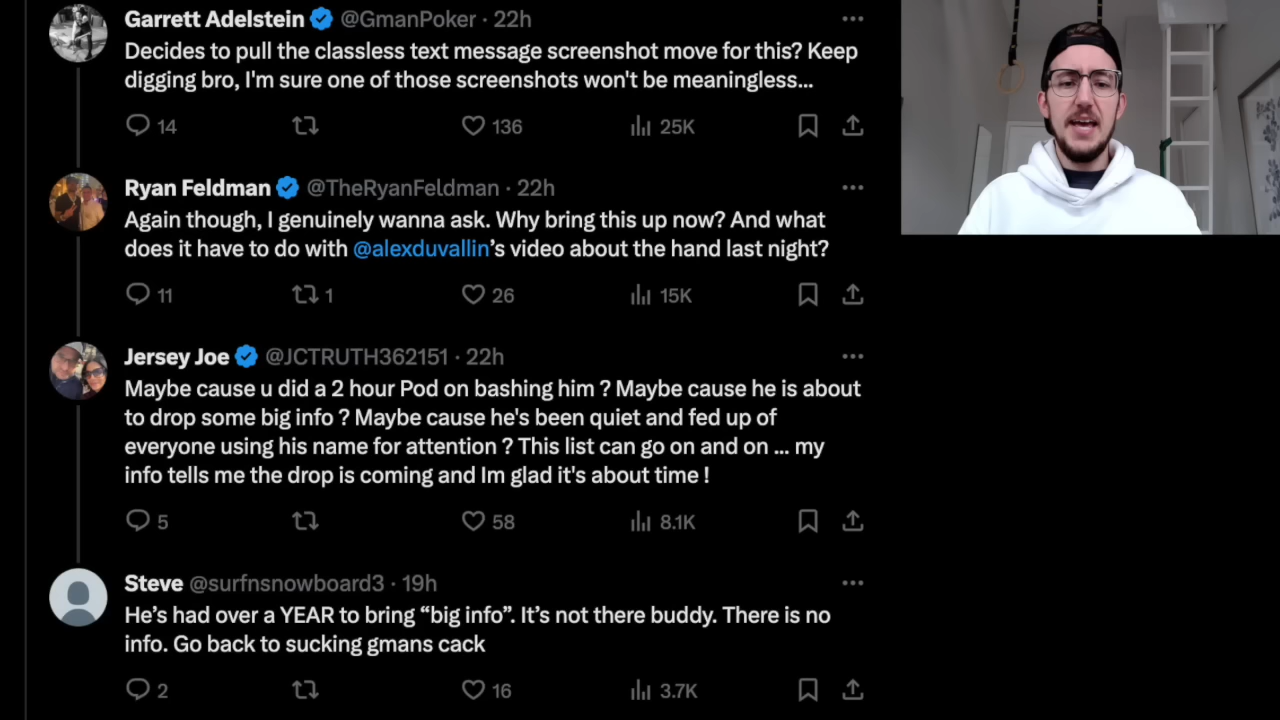 Garrett Adelstein @GmanPoker · 22h
Decides to pull the classless text message screenshot move for this? Keep
digging bro, I'm sure one of those screenshots won't be meaningless...
14 136 25K
Ryan Feldman @TheRyanFeldman · 22h
Again though, I genuinely wanna ask. Why bring this up now? And what
does it have to do with @alexduvallin’s video about the hand last night?
11 1 26 15K
Jersey Joe @JCTRUTH362151 · 22h
Maybe cause u did a 2 hour Pod on bashing him ? Maybe cause he is about
to drop some big info ? Maybe cause he's been quiet and fed up of
everyone using his name for attention ? This list can go on and on ... my
info tells me the drop is coming and Im glad it's about time !
5 58 8.1K
Steve @surfnsnowboard3 · 19h
He’s had over a YEAR to bring “big info”. It’s not there buddy. There is no
info. Go back to sucking gmans cack
2 16 3.7K